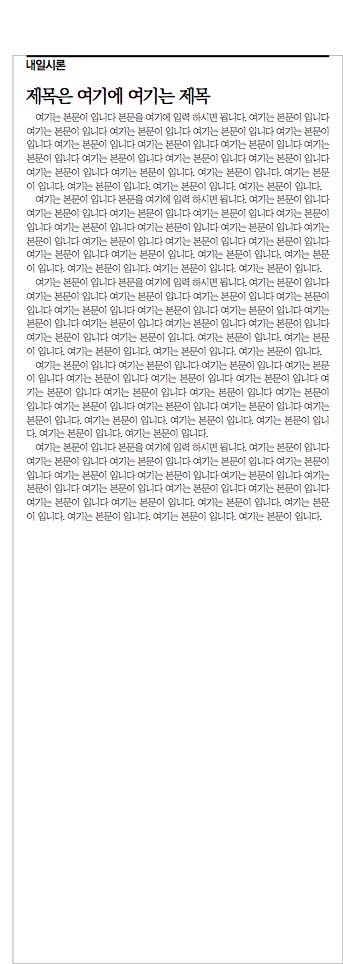 내일시론
제목은 여기에 여기는 제목
여기는 본문이 입니다 본문을 여기에 입력 하시면 됩니다. 여기는 본문이 입니다
여기는 본문이 입니다 여기는 본문이 입니다 여기는 본문이 입니다 여기는 본문이
입니다 여기는 본문이 입니다 여기는 본문이 입니다 여기는 본문이 입니다 여기는
본문이 입니다 여기는 본문이 입니다 여기는 본문이 입니다 여기는 본문이 입니다
여기는 본문이 입니다 여기는 본문이 입니다. 여기는 본문이 입니다. 여기는 본문
이 입니다. 여기는 본문이 입니다. 여기는 본문이 입니다. 여기는 본문이 입니다.
여기는 본문이 입니다 본문을 여기에 입력 하시면 됩니다. 여기는 본문이 입니다
여기는 본문이 입니다 여기는 본문이 입니다 여기는 본문이 입니다 여기는 본문이
입니다 여기는 본문이 입니다 여기는 본문이 입니다 여기는 본문이 입니다 여기는
본문이 입니다 여기는 본문이 입니다 여기는 본문이 입니다 여기는 본문이 입니다
여기는 본문이 입니다 여기는 본문이 입니다. 여기는 본문이 입니다. 여기는 본문
이 입니다. 여기는 본문이 입니다. 여기는 본문이 입니다. 여기는 본문이 입니다.
여기는 본문이 입니다 본문을 여기에 입력 하시면 됩니다. 여기는 본문이 입니다
여기는 본문이 입니다 여기는 본문이 입니다 여기는 본문이 입니다 여기는 본문이
입니다 여기는 본문이 입니다 여기는 본문이 입니다 여기는 본문이 입니다 여기는
본문이 입니다 여기는 본문이 입니다 여기는 본문이 입니다 여기는 본문이 입니다
여기는 본문이 입니다 여기는 본문이 입니다. 여기는 본문이 입니다. 여기는 본문
이 입니다. 여기는 본문이 입니다. 여기는 본문이 입니다. 여기는 본문이 입니다.
여기는 본문이 입니다 여기는 본문이 입니다 여기는 본문이 입니다 여기는 본문
이 입니다 여기는 본문이 입니다 여기는 본문이 입니다 여기는 본문이 입니다 여
기는 본문이 입니다 여기는 본문이 입니다 여기는 본문이 입니다 여기는 본문이
입니다 여기는 본문이 입니다 여기는 본문이 입니다 여기는 본문이 입니다 여기는
본문이 입니다. 여기는 본문이 입니다. 여기는 본문이 입니다. 여기는 본문이 입니
다. 여기는 본문이 입니다. 여기는 본문이 입니다.
여기는 본문이 입니다 본문을 여기에 입력 하시면 됩니다. 여기는 본문이 입니다
여기는 본문이 입니다 여기는 본문이 입니다 여기는 본문이 입니다 여기는 본문이
입니다 여기는 본문이 입니다 여기는 본문이 입니다 여기는 본문이 입니다 여기는
본문이 입니다 여기는 본문이 입니다 여기는 본문이 입니다 여기는 본문이 입니다
여기는 본문이 입니다 여기는 본문이 입니다. 여기는 본문이 입니다. 여기는 본문
이 입니다. 여기는 본문이 입니다. 여기는 본문이 입니다. 여기는 본문이 입니다.